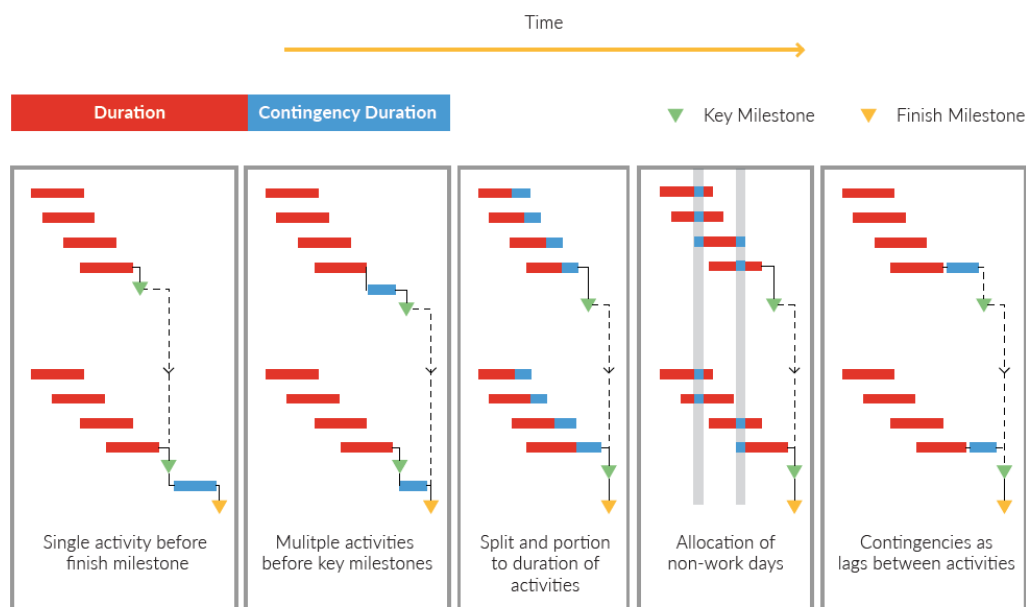 Time
Duration
Contingency Duration
Key Milestone
Finish Milestone
Single activity before
finish milestone
Mulitple activities
before key milestones
Split and portion
to duration of
activities
Allocation of
non-work days
Contingencies as
lags between activities